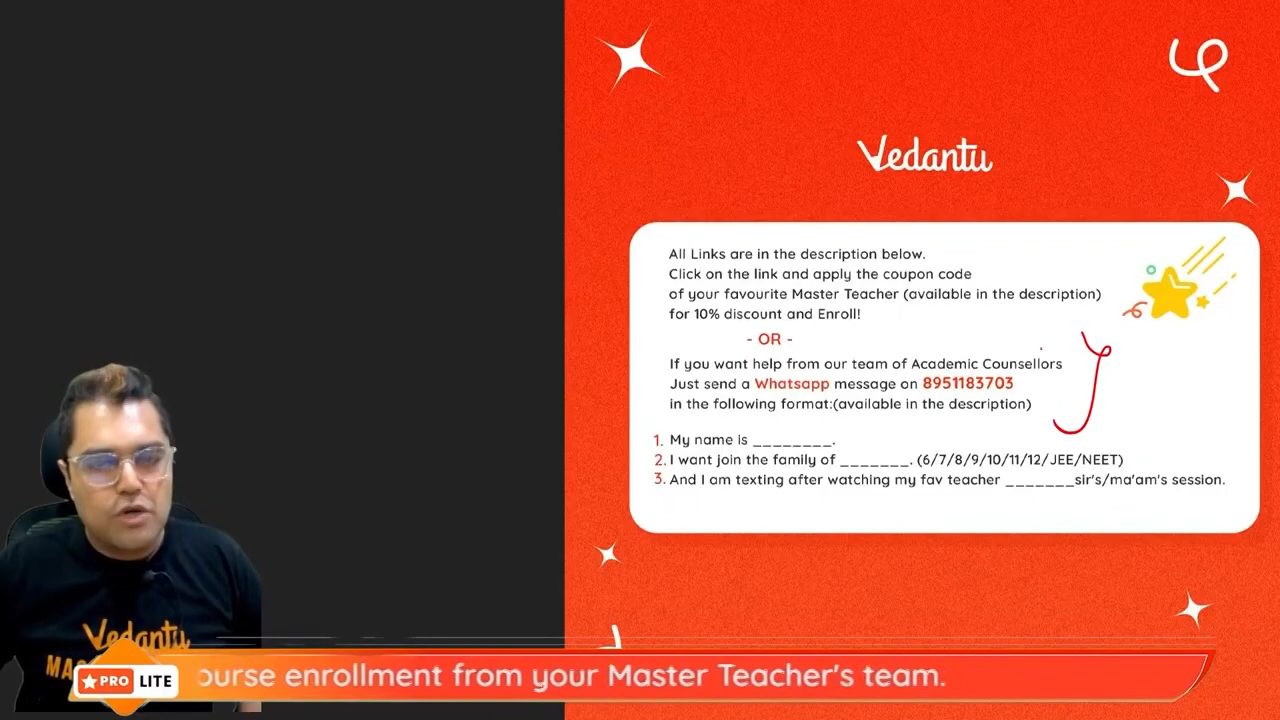 Vedantu
All Links are in the description below.
Click on the link and apply the coupon code
of your favourite Master Teacher (available in the description)
for 10% discount and Enroll!
- OR -
If you want help from our team of Academic Counsellors
Just send a Whatsapp message on 8951183703
in the following format:(available in the description)
1. My name is ________.
2. I want join the family of _______. (6/7/8/9/10/11/12/JEE/NEET)
3. And I am texting after watching my fav teacher _______sir's/ma'am's session.
Vedantu
PRO LITE
enrollment from your Master Teacher's team.